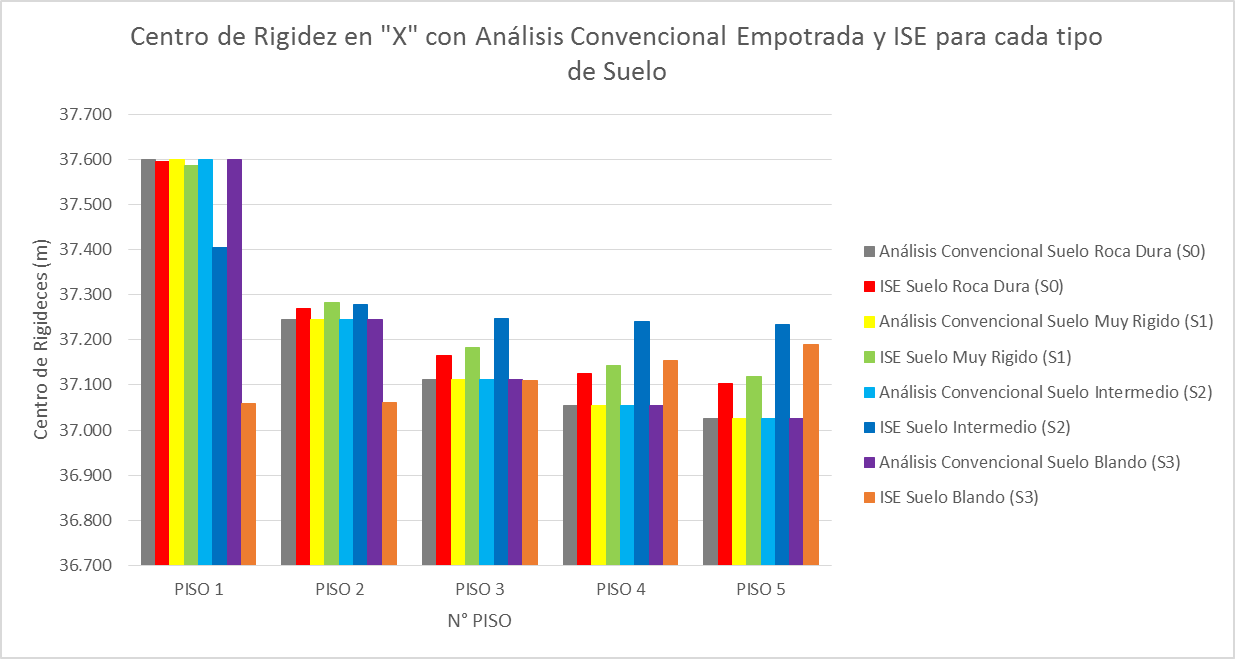 Centro de Rigidez en "X" con Análisis Convencional Empotrada y ISE para cada tipo
de Suelo
Centro de Rigideces (m)
37.700
37.600
37.500
37.400
37.300
37.200
37.100
37.000
36.900
36.800
36.700
PISO 1
PISO 2
PISO 3
PISO 4
PISO 5
N° PISO
Análisis Convencional Suelo Roca Dura (S0)
ISE Suelo Roca Dura (S0)
Análisis Convencional Suelo Muy Rigido (S1)
ISE Suelo Muy Rigido (S1)
Análisis Convencional Suelo Intermedio (S2)
ISE Suelo Intermedio (S2)
Análisis Convencional Suelo Blando (S3)
ISE Suelo Blando (S3)